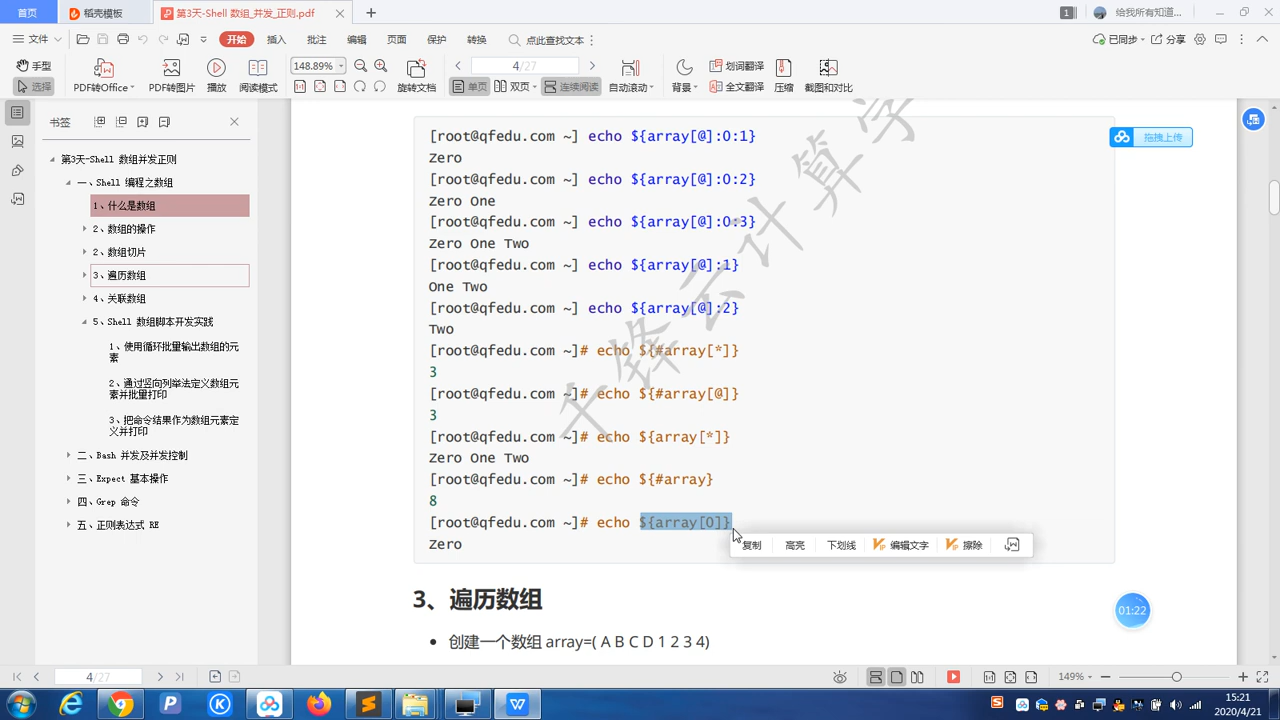 首页
稻壳模板
第3天-Shell 数组_并发_正则.pdf
1
给我所有知道...
文件
开始
插入
批注
编辑
页面
保护
转换
点此查找文本
已同步
分享
手型
选择
PDF转Office
PDF转图片
播放
阅读模式
148.89%
旋转文档
4/27
单页
双页
连续阅读
自动滚动
背景
划词翻译
全文翻译
压缩
截图和对比
书签
第3天-Shell 数组并发正则
一、Shell 编程之数组
1、什么是数组
2、数组的操作
2、数组切片
3、遍历数组
4、关联数组
5、Shell 数组脚本开发实践
1、使用循环批量输出数组的元
素
2、通过竖向列举法定义数组元
素并批量打印
3、把命令结果作为数组元素定
义并打印
二、Bash 并发及并发控制
三、Expect 基本操作
四、Grep 命令
五、正则表达式 RE
[root@qfedu.com ~] echo ${array[@]:0:1}
Zero
[root@qfedu.com ~] echo ${array[@]:0:2}
Zero One
[root@qfedu.com ~] echo ${array[@]:0:3}
Zero One Two
[root@qfedu.com ~] echo ${array[@]:1}
One Two
[root@qfedu.com ~] echo ${array[@]:2}
Two
[root@qfedu.com ~]# echo ${#array[*]}
3
[root@qfedu.com ~]# echo ${#array[@]}
3
[root@qfedu.com ~]# echo ${array[*]}
Zero One Two
[root@qfedu.com ~]# echo ${#array}
8
[root@qfedu.com ~]# echo ${array[0]}
Zero
千锋云计算学
拖拽上传
复制
高亮
下划线
编辑文字
擦除
3、遍历数组
• 创建一个数组 array=( A B C D 1 2 3 4)
01:22
4/27
149%
15:21
2020/4/21